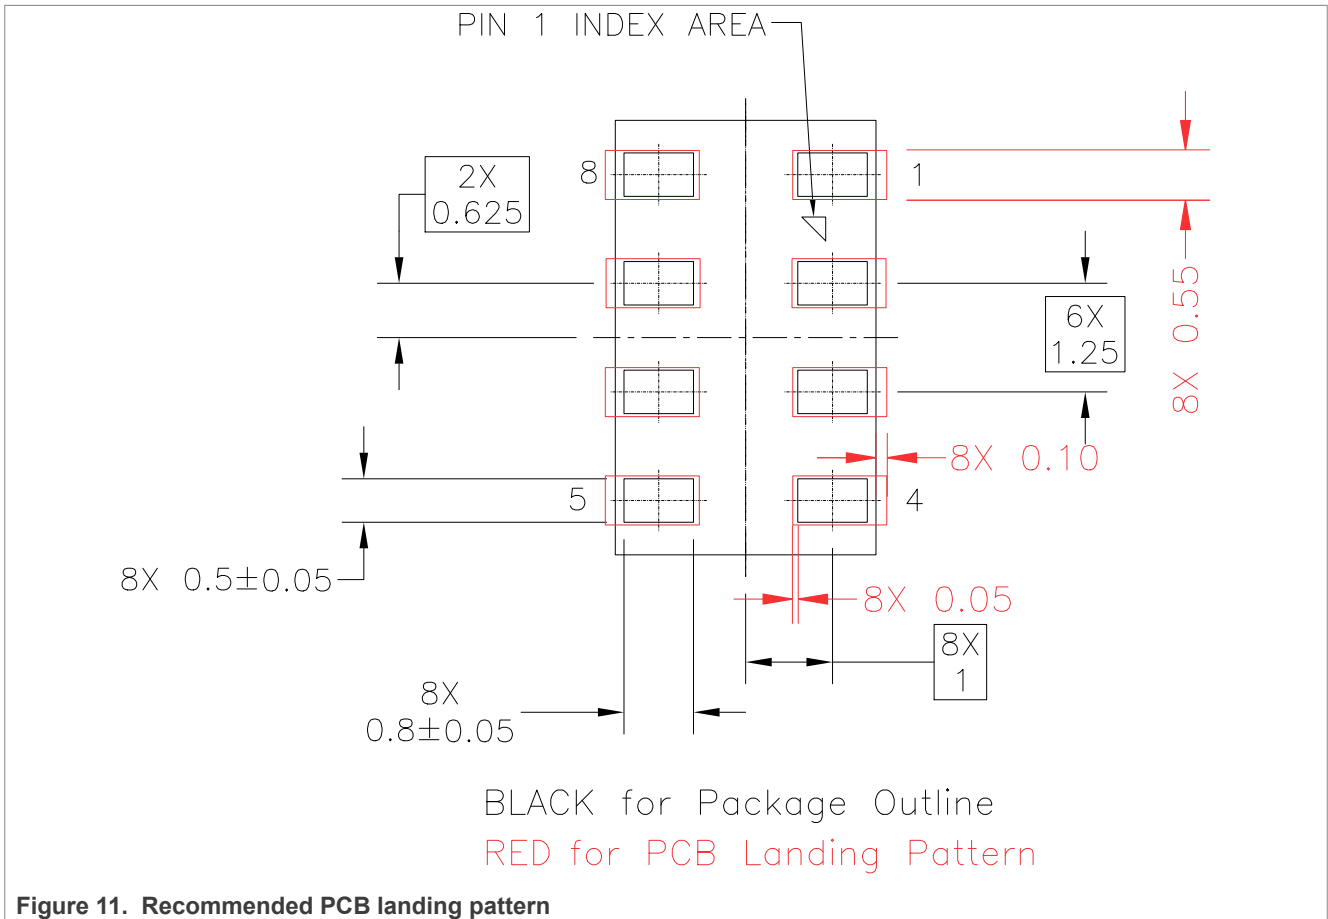 PIN 1 INDEX AREA
8
1
2X
0.625
8X 0.55
6X
1.25
8X 0.10
5
4
8X 0.5±0.05
8X 0.05
8X
1
8X
0.8±0.05
BLACK for Package Outline
RED for PCB Landing Pattern
Figure 11. Recommended PCB landing pattern